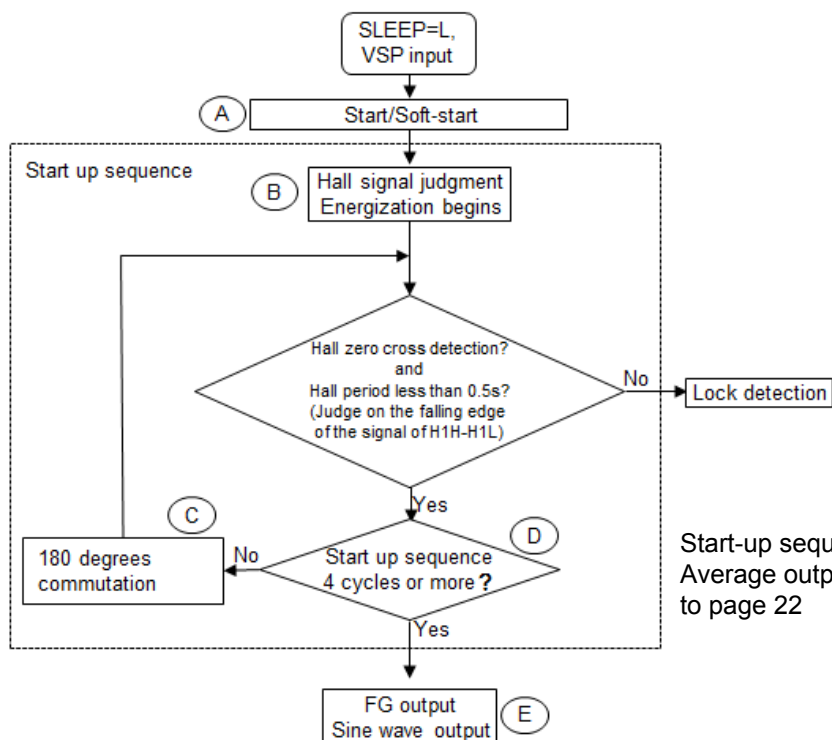 SLEEP=L,
VSP input
A
Start/Soft-start
Start up sequence
B
Hall signal judgment
Energization begins
Hall zero cross detection?
and
Hall period less than 0.5s?
(Judge on the falling edge
of the signal of H1H-H1L)
No
Lock detection
Yes
C
D
180 degrees
commutation
No
Start up sequence
4 cycles or more ?
Start-up sequ
Average outp
to page 22
Yes
FG output
Sine wave output
E